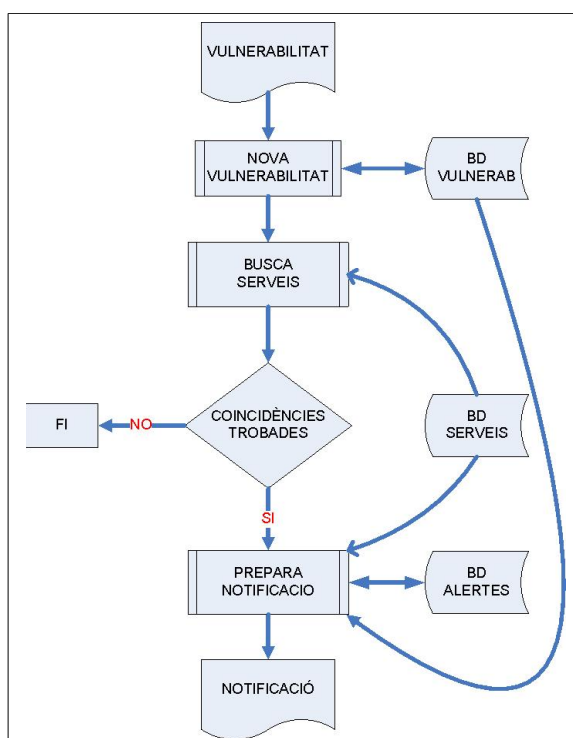 VULNERABILITAT
NOVA
VULNERABILITAT
BD
VULNERAB
BUSCA
SERVEIS
COINCIDÈNCIES
TROBADES
FI
NO
BD
SERVEIS
SI
PREPARA
NOTIFICACIO
BD
ALERTES
NOTIFICACIÓ